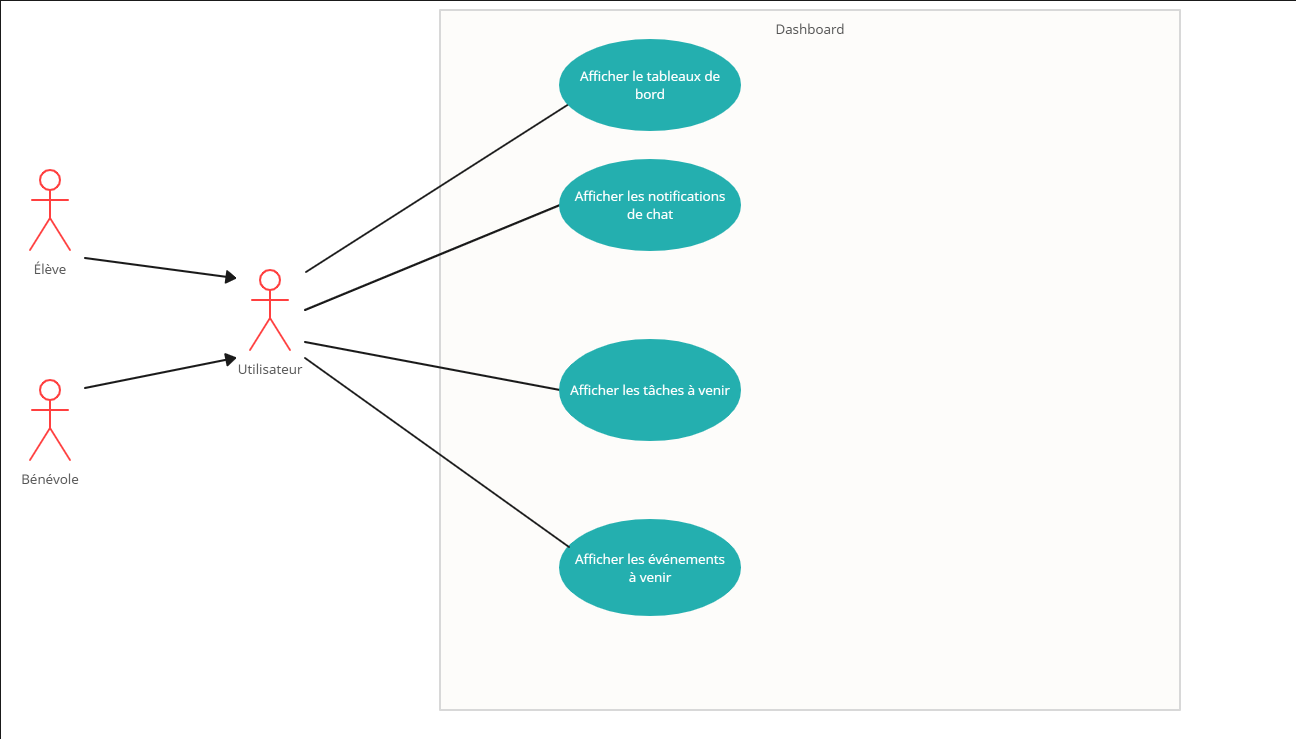 Dashboard
Afficher le tableaux de
bord
Afficher les notifications
de chat
Élève
Utilisateur
Afficher les tâches à venir
Bénévole
Afficher les événements
à venir